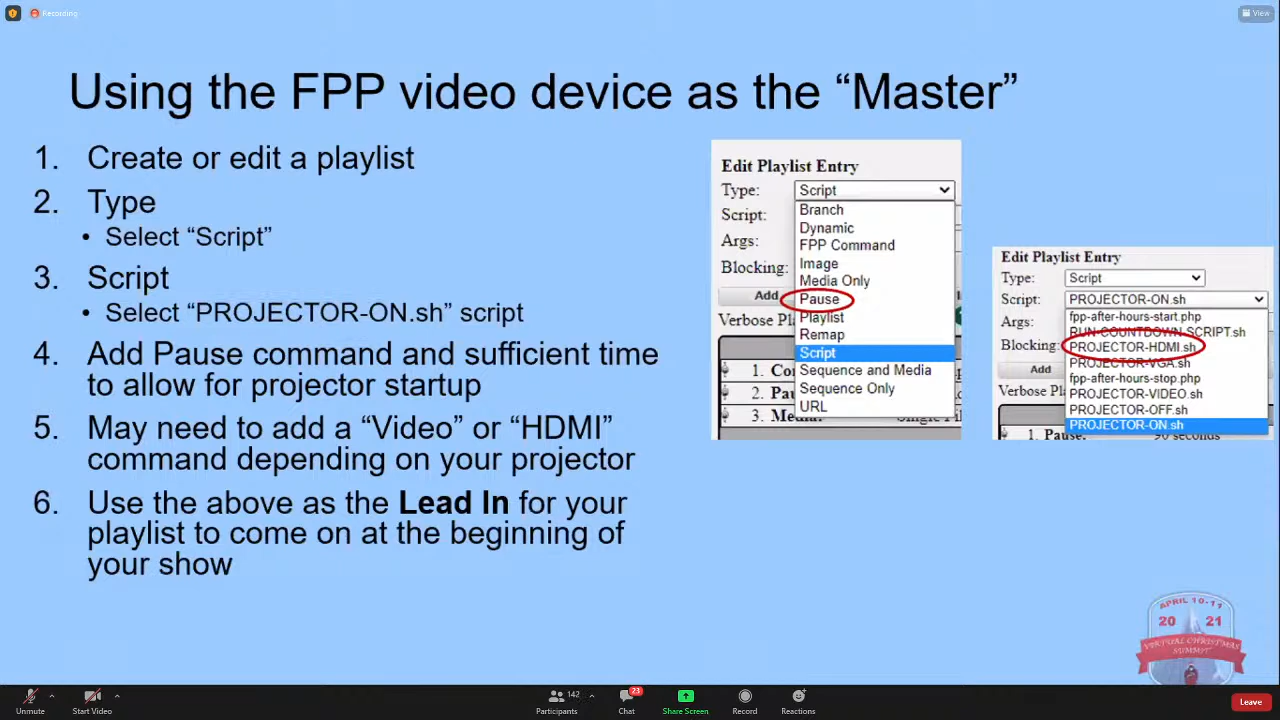 Recording
View
Using the FPP video device as the “Master”
1. Create or edit a playlist
2. Type
• Select “Script”
3. Script
• Select “PROJECTOR-ON.sh” script
4. Add Pause command and sufficient time
to allow for projector startup
5. May need to add a “Video” or “HDMI”
command depending on your projector
6. Use the above as the Lead In for your
playlist to come on at the beginning of
your show
Edit Playlist Entry
Type: Script
Script:
Args:
Blocking:
Add
Verbose
Branch
Dynamic
FPP Command
Image
Media Only
Pause
Playlist
Remap
Script
Sequence and Media
Sequence Only
URL
1.
2.
3.
Edit Playlist Entry
Type: Script
Script: PROJECTOR-ON.sh
Args:
Blocking:
Add
Verbose
fpp-after-hours-start.php
RUN-COUNTDOWN-SCRIPT.sh
PROJECTOR-HDMI.sh
PROJECTOR-VGA.sh
fpp-after-hours-stop.php
PROJECTOR-VIDEO.sh
PROJECTOR-OFF.sh
PROJECTOR-ON.sh
1. Pause: 90 seconds
APRIL 10-11
20 21
VIRTUAL CHRISTMAS
SUMMIT
Unmute
Start Video
142
Participants
23
Chat
Share Screen
Record
Reactions
Leave